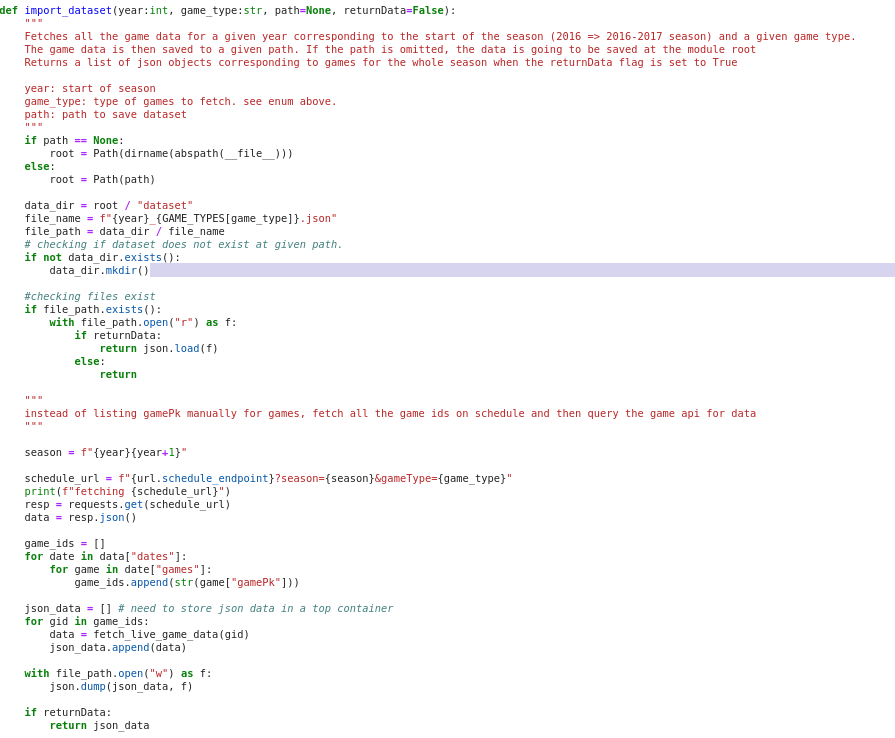 def import_dataset(year:int, game_type:str, path=None, returnData=False):
    """
    Fetches all the game data for a given year corresponding to the start of the season (2016 => 2016-2017 season) and a given game type.
    The game data is then saved to a given path. If the path is omitted, the data is going to be saved at the module root
    Returns a list of json objects corresponding to games for the whole season when the returnData flag is set to True

    year: start of season
    game_type: type of games to fetch. see enum above.
    path: path to save dataset
    """
    if path == None:
        root = Path(dirname(abspath(__file__)))
    else:
        root = Path(path)

    data_dir = root / "dataset"
    file_name = f"{year}_{GAME_TYPES[game_type]}.json"
    file_path = data_dir / file_name
    # checking if dataset does not exist at given path.
    if not data_dir.exists():
        data_dir.mkdir()

    #checking files exist
    if file_path.exists():
        with file_path.open("r") as f:
            if returnData:
                return json.load(f)
            else:
                return

    """
    instead of listing gamePk manually for games, fetch all the game ids on schedule and then query the game api for data
    """

    season = f"{year}{year+1}"

    schedule_url = f"{url.schedule_endpoint}?season={season}&gameType={game_type}"
    print(f"fetching {schedule_url}")
    resp = requests.get(schedule_url)
    data = resp.json()

    game_ids = []
    for date in data["dates"]:
        for game in date["games"]:
            game_ids.append(str(game["gamePk"]))

    json_data = [] # need to store json data in a top container
    for gid in game_ids:
        data = fetch_live_game_data(gid)
        json_data.append(data)

    with file_path.open("w") as f:
        json.dump(json_data, f)

    if returnData:
        return json_data